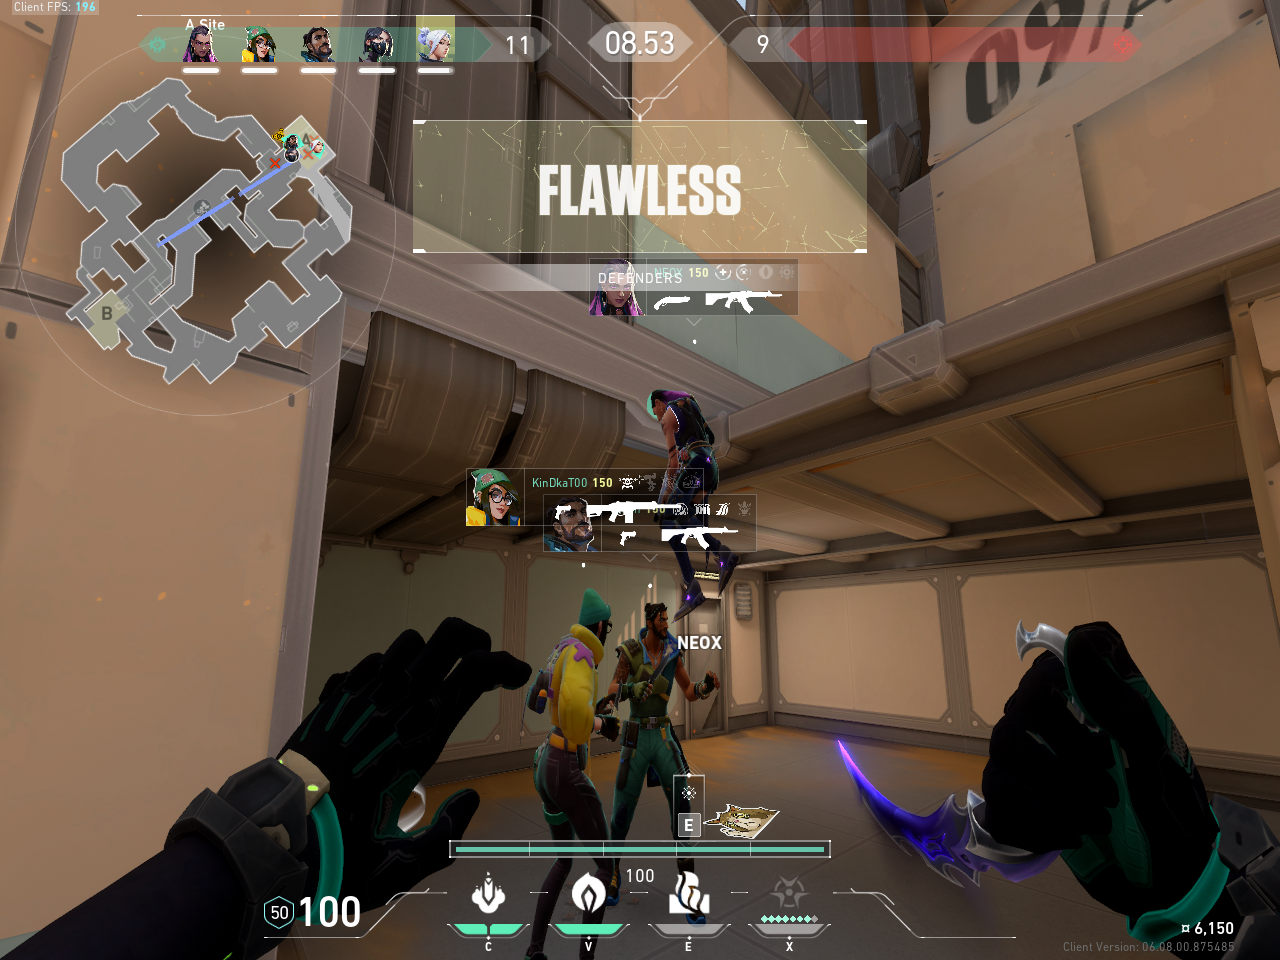 Client FPS: 196
A Site
11
08.53
9
FLAWLESS
DEFENDERS
NEOX 150
A
B
KinDkaT00 150
NEOX
E
100
50
100
C
V
E
X
¤ 6,150
Client Version: 06.08.00.875485